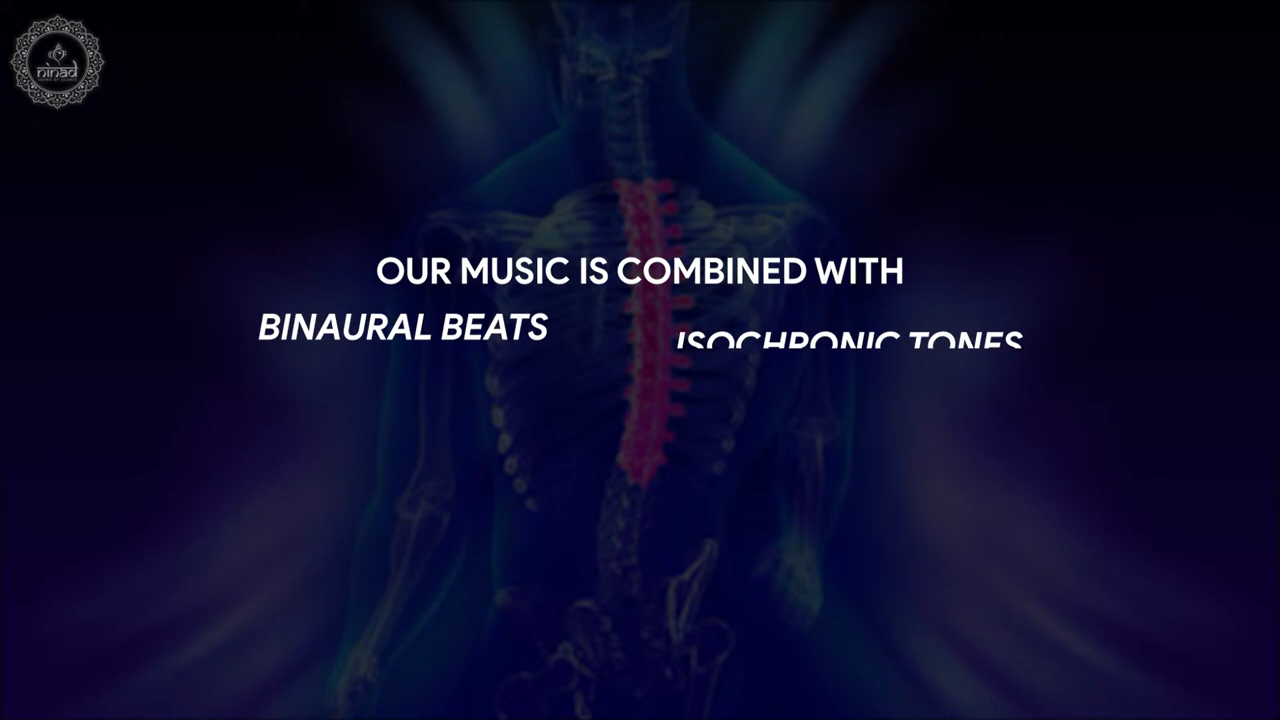 ninad
OUR MUSIC IS COMBINED WITH
BINAURAL BEATS ISOCHRONIC TONES